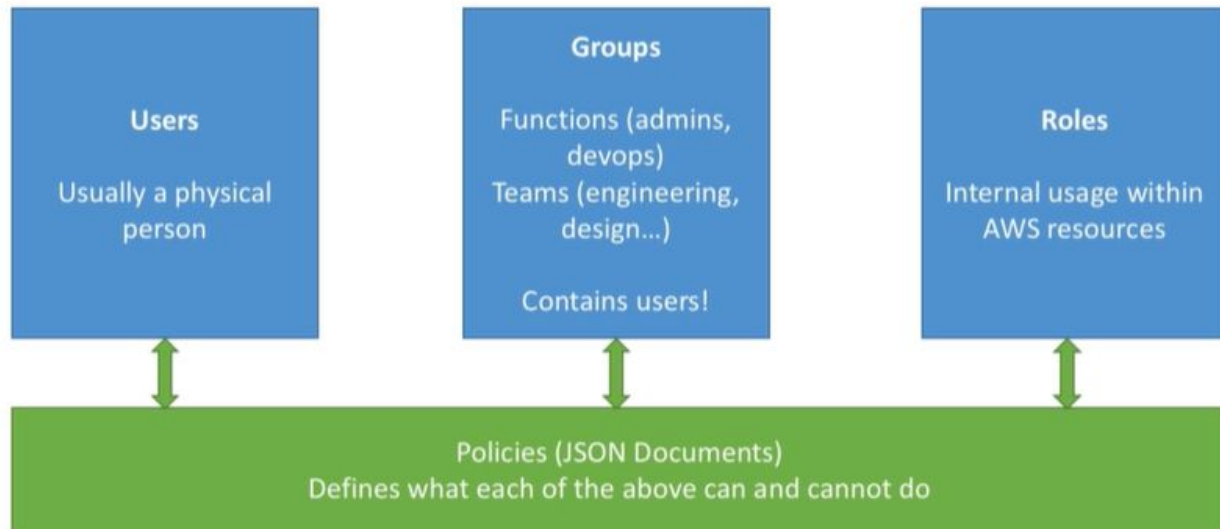 Users
Usually a physical
person
Groups
Functions (admins,
devops)
Teams (engineering,
design...)
Contains users!
Roles
Internal usage within
AWS resources
Policies (JSON Documents)
Defines what each of the above can and cannot do